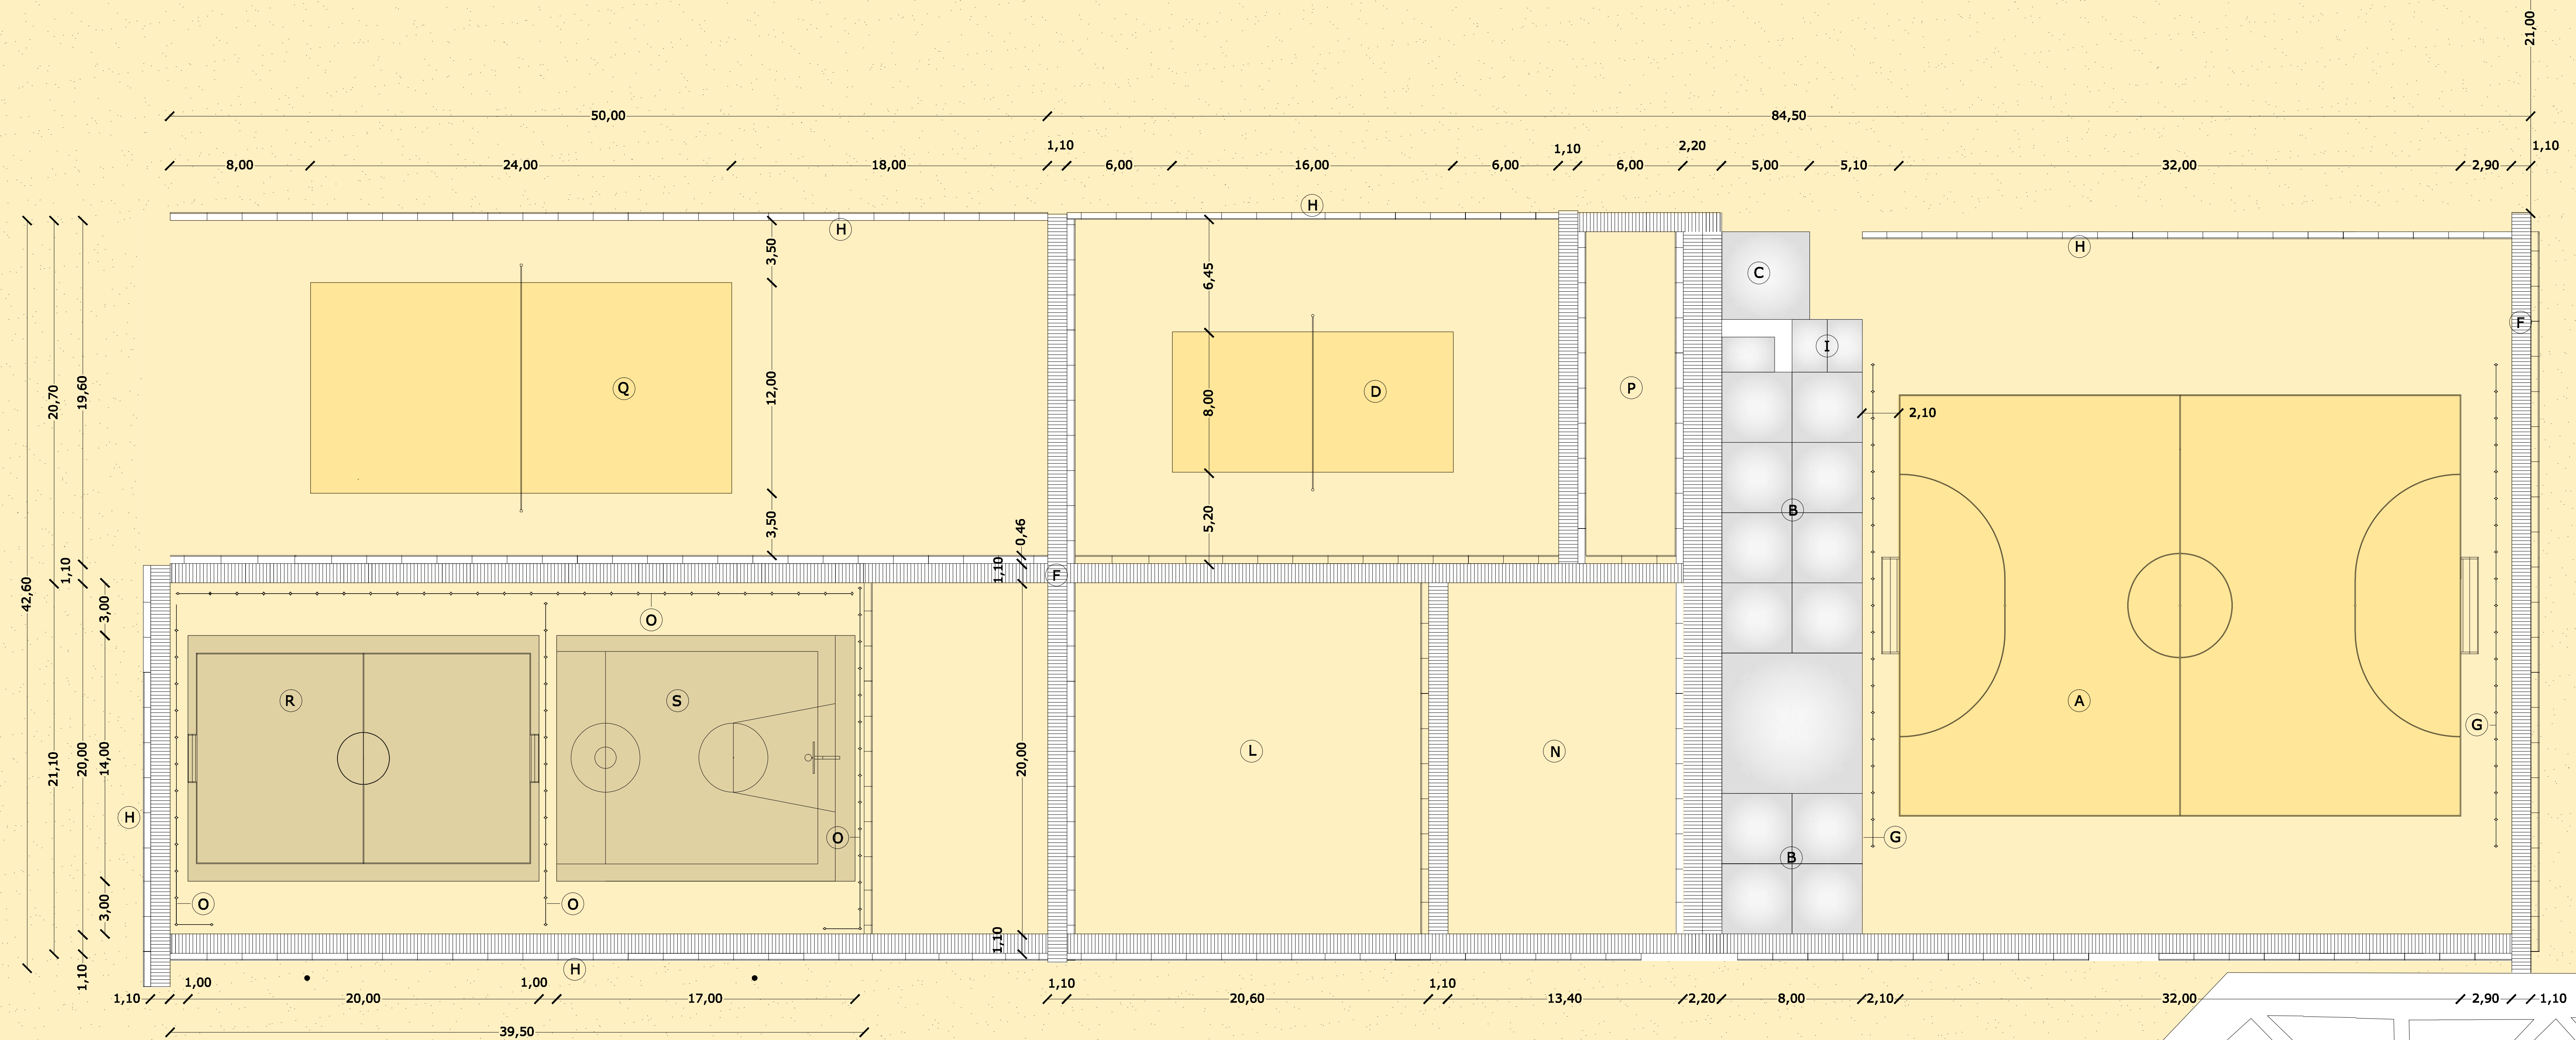 21,00
50,00
84,50
1,10
1,10
2,20
1,10
8,00
24,00
18,00
6,00
16,00
6,00
6,00
5,00
5,10
32,00
2,90
H
H
H
3,50
6,45
C
F
I
42,60
20,70
19,60
12,00
8,00
Q
D
P
2,10
3,50
5,20
0,46
B
1,10
1,10
F
3,00
O
R
S
A
G
21,10
20,00
14,00
20,00
L
N
H
O
G
B
3,00
O
O
1,10
1,10
H
1,00
1,00
1,10
1,10
1,10
20,00
17,00
20,60
13,40
2,20
8,00
2,10
32,00
2,90
1,10
39,50